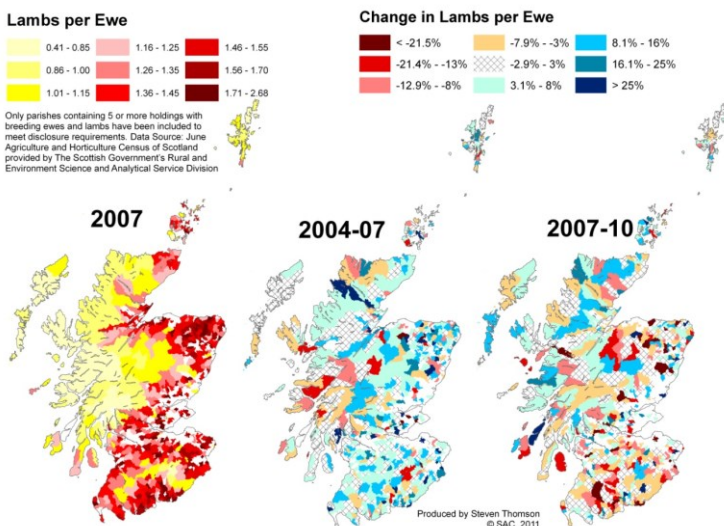 Lambs per Ewe
0.41 - 0.85
1.16 - 1.25
1.46 - 1.55
0.86 - 1.00
1.26 - 1.35
1.56 - 1.70
1.01 - 1.15
1.36 - 1.45
1.71 - 2.68
Only parishes containing 5 or more holdings with
breeding ewes and lambs have been included to
meet disclosure requirements. Data Source: June
Agriculture and Horticulture Census of Scotland
provided by The Scottish Government's Rural and
Environment Science and Analytical Service Division
Change in Lambs per Ewe
< -21.5%
-7.9% - -3%
8.1% - 16%
-21.4% - -13%
-2.9% - 3%
16.1% - 25%
-12.9% - -8%
3.1% - 8%
> 25%
2007
2004-07
2007-10
Produced by Steven Thomson
© SAC, 2011